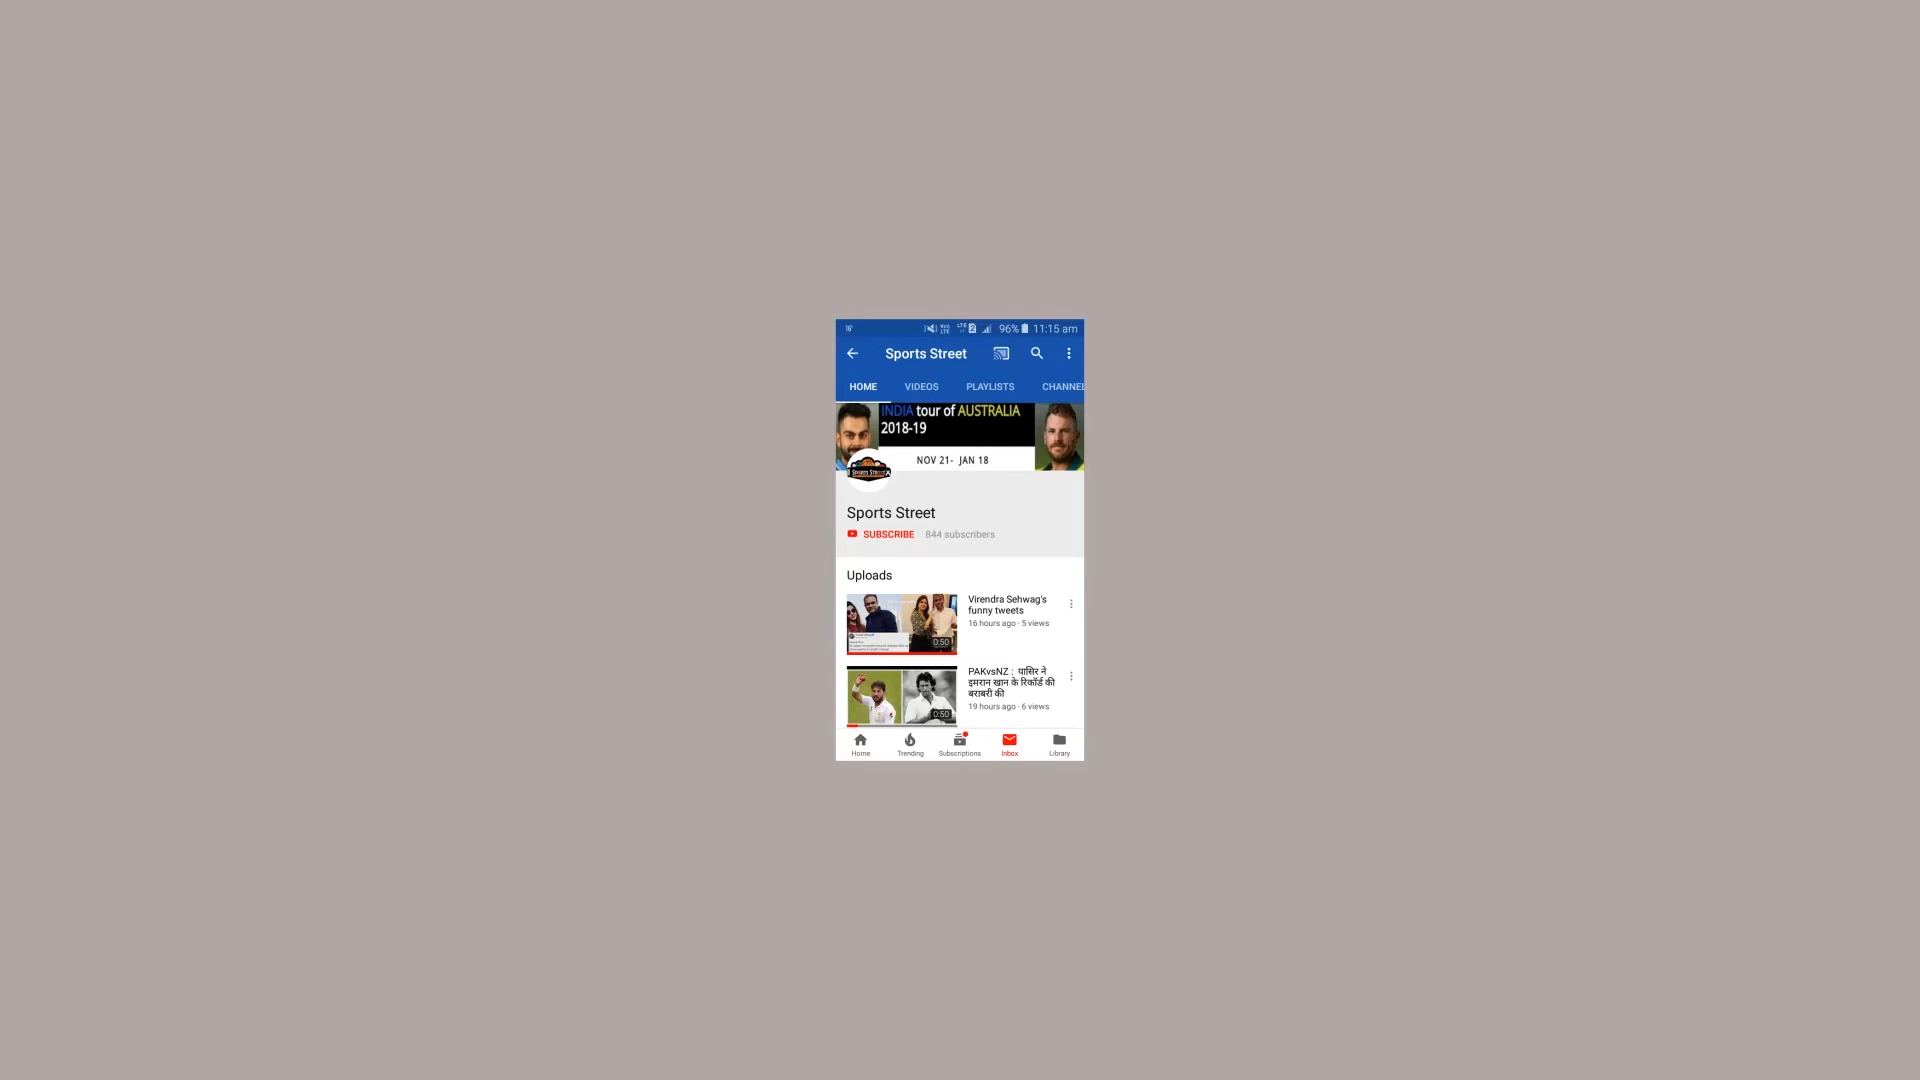 96% 11:15 am
Sports Street
HOME VIDEOS PLAYLISTS CHANNEL
INDIA tour of AUSTRALIA
2018-19
NOV 21- JAN 18
SPORTS STREET
Sports Street
SUBSCRIBE 844 subscribers
Uploads
Virendra Sehwag's
funny tweets
16 hours ago · 5 views
0:50
PAKvsNZ : यासिर ने
इमरान खान के रिकॉर्ड की
बराबरी की
19 hours ago · 6 views
0:50
Home Trending Subscriptions Inbox Library